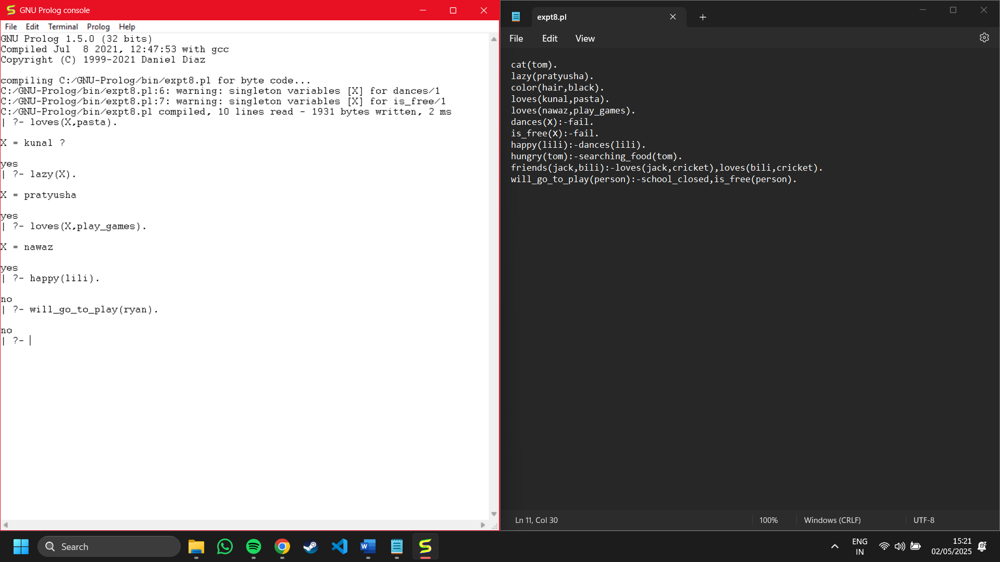 GNU Prolog console
File Edit Terminal Prolog Help
GNU Prolog 1.5.0 (32 bits)
Compiled Jul  8 2021, 12:47:53 with gcc
Copyright (C) 1999-2021 Daniel Diaz
compiling C:/GNU-Prolog/bin/expt8.pl for byte code...
C:/GNU-Prolog/bin/expt8.pl:6: warning: singleton variables [X] for dances/1
C:/GNU-Prolog/bin/expt8.pl:7: warning: singleton variables [X] for is_free/1
C:/GNU-Prolog/bin/expt8.pl compiled, 10 lines read - 1931 bytes written, 2 ms
| ?- loves(X,pasta).
X = kunal ?
yes
| ?- lazy(X).
X = pratyusha
yes
| ?- loves(X,play_games).
X = nawaz
yes
| ?- happy(lili).
no
| ?- will_go_to_play(ryan).
no
| ?-
expt8.pl
File Edit View
cat(tom).
lazy(pratyusha).
color(hair,black).
loves(kunal,pasta).
loves(nawaz,play_games).
dances(X):-fail.
is_free(X):-fail.
happy(lili):-dances(lili).
hungry(tom):-searching_food(tom).
friends(jack,bili):-loves(jack,cricket),loves(bili,cricket).
will_go_to_play(person):-school_closed,is_free(person).
Ln 11, Col 30 100% Windows (CRLF) UTF-8
Search
ENG
IN
15:21
02/05/2025